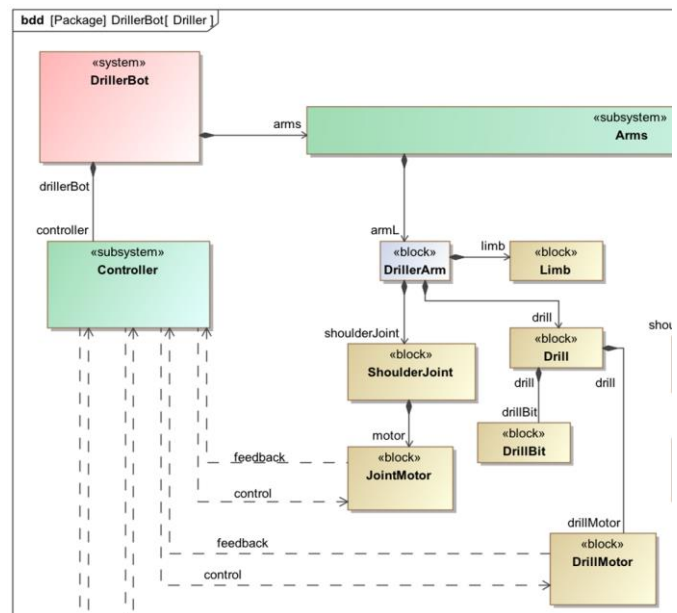 bdd [Package] DrillerBot[ Driller ]
«system»
DrillerBot
arms
«subsystem»
Arms
drillerBot
controller
«subsystem»
Controller
armL
«block»
DrillerArm
limb
«block»
Limb
shoulderJoint
«block»
ShoulderJoint
drill
«block»
Drill
shou
drill
drill
drillBit
«block»
DrillBit
motor
«block»
JointMotor
feedback
control
drillMotor
«block»
DrillMotor
feedback
control